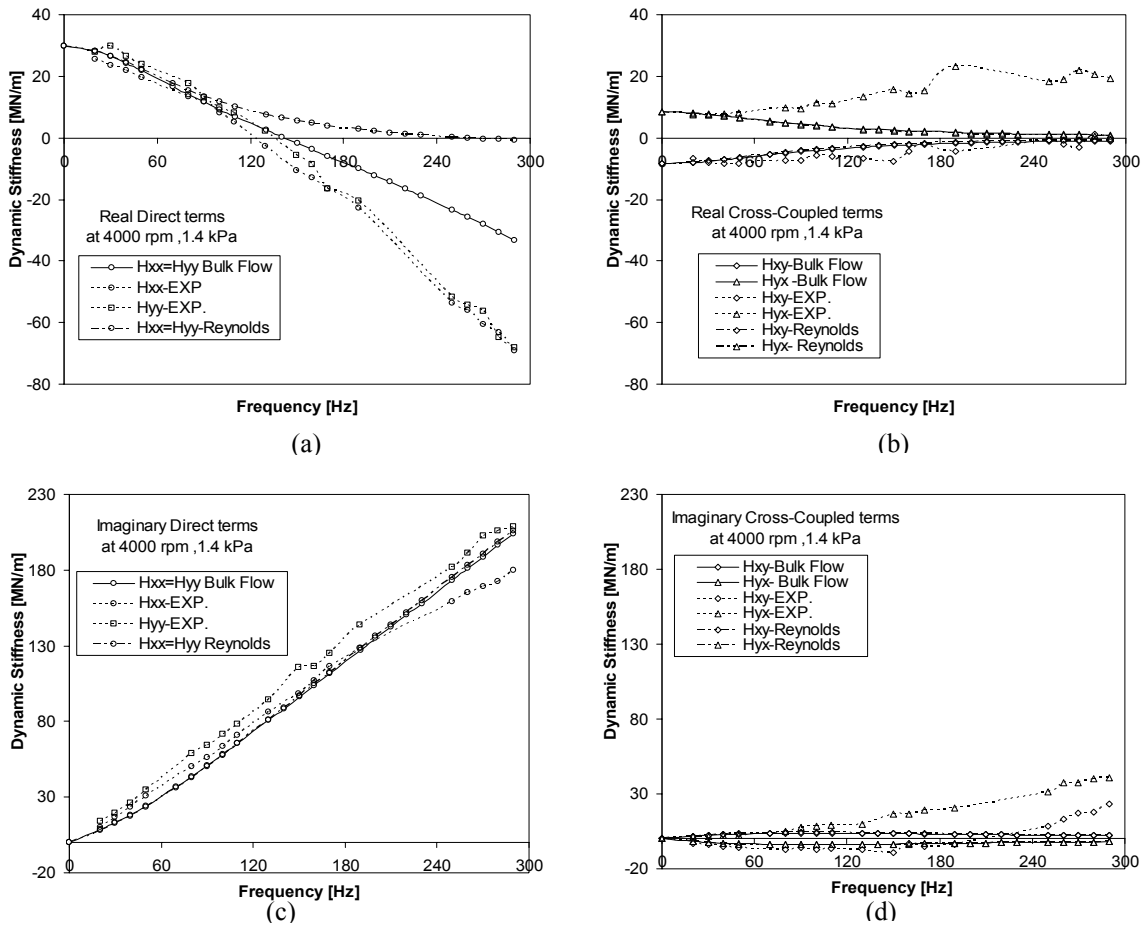 40
20
0
-20
-40
-60
-80
0
60
120
180
240
300
Dynamic Stiffness [MN/m]
Frequency [Hz]
Real Direct terms
at 4000 rpm ,1.4 kPa
Hxx=Hyy Bulk Flow
Hxx-EXP
Hyy-EXP.
Hxx=Hyy-Reynolds
(a)
40
20
0
-20
-40
-60
-80
0
60
120
180
240
300
Dynamic Stiffness [MN/m]
Frequency [Hz]
Real Cross-Coupled terms
at 4000 rpm ,1.4 kPa
Hxy-Bulk Flow
Hyx -Bulk Flow
Hxy-EXP.
Hyx-EXP.
Hxy-Reynolds
Hyx- Reynolds
(b)
230
180
130
80
30
-20
0
60
120
180
240
300
Dynamic Stiffness [MN/m]
Frequency [Hz]
Imaginary Direct terms
at 4000 rpm ,1.4 kPa
Hxx=Hyy Bulk Flow
Hxx-EXP.
Hyy-EXP.
Hxx=Hyy Reynolds
(c)
230
180
130
80
30
-20
0
60
120
180
240
300
Dynamic Stiffness [MN/m]
Frequency [Hz]
Imaginary Cross-Coupled terms
at 4000 rpm ,1.4 kPa
Hxy-Bulk Flow
Hyx- Bulk Flow
Hxy-EXP.
Hyx-EXP.
Hxy-Reynolds
Hyx-Reynolds
(d)